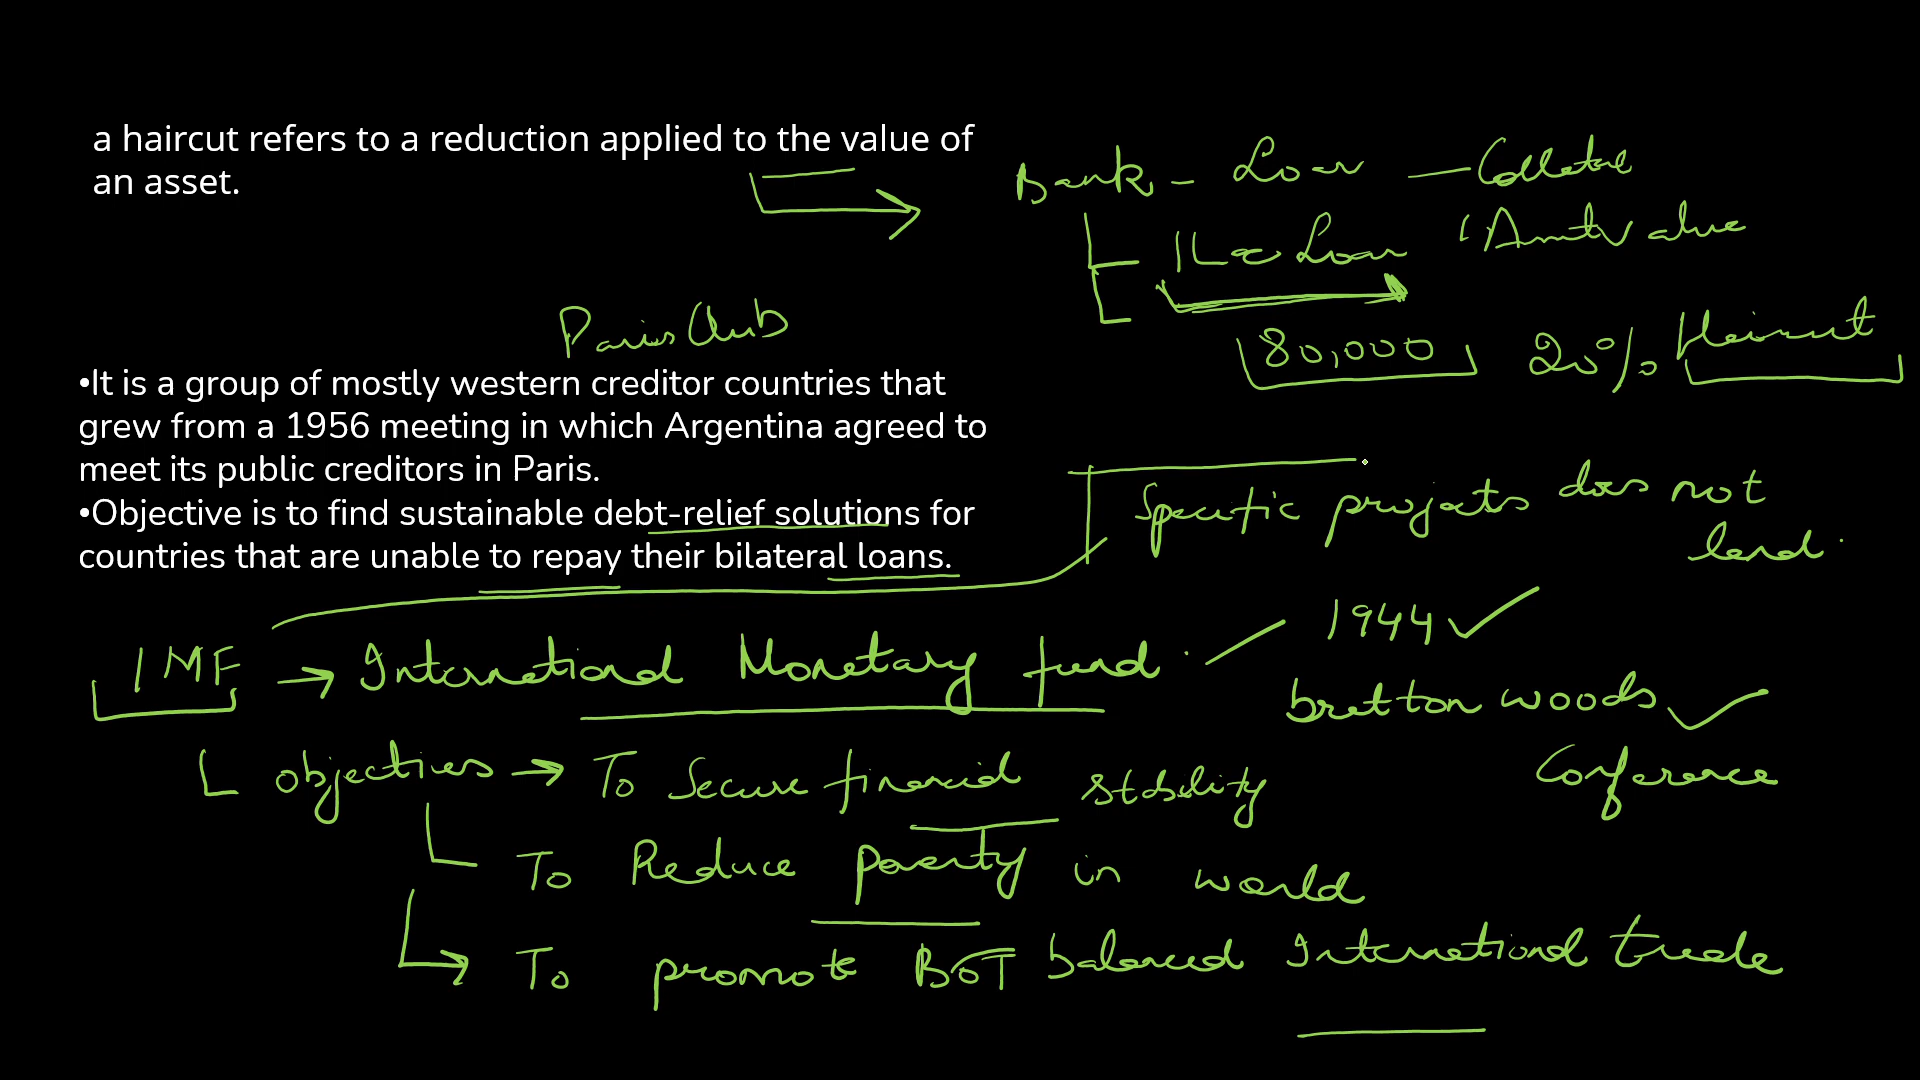 a haircut refers to a reduction applied to the value of
an asset.
Bank - Loan - Collateral
1L Loan
80,000 20% Haircut
Paris Club
•It is a group of mostly western creditor countries that
grew from a 1956 meeting in which Argentina agreed to
meet its public creditors in Paris.
•Objective is to find sustainable debt-relief solutions for
countries that are unable to repay their bilateral loans.
Specific projects does not
lend.
IMF → International Monetary fund.
1944 ✓
bretton woods ✓
Conference
objectives → To Secure financial stability
To Reduce poverty in world
To promote BOT balanced International trade